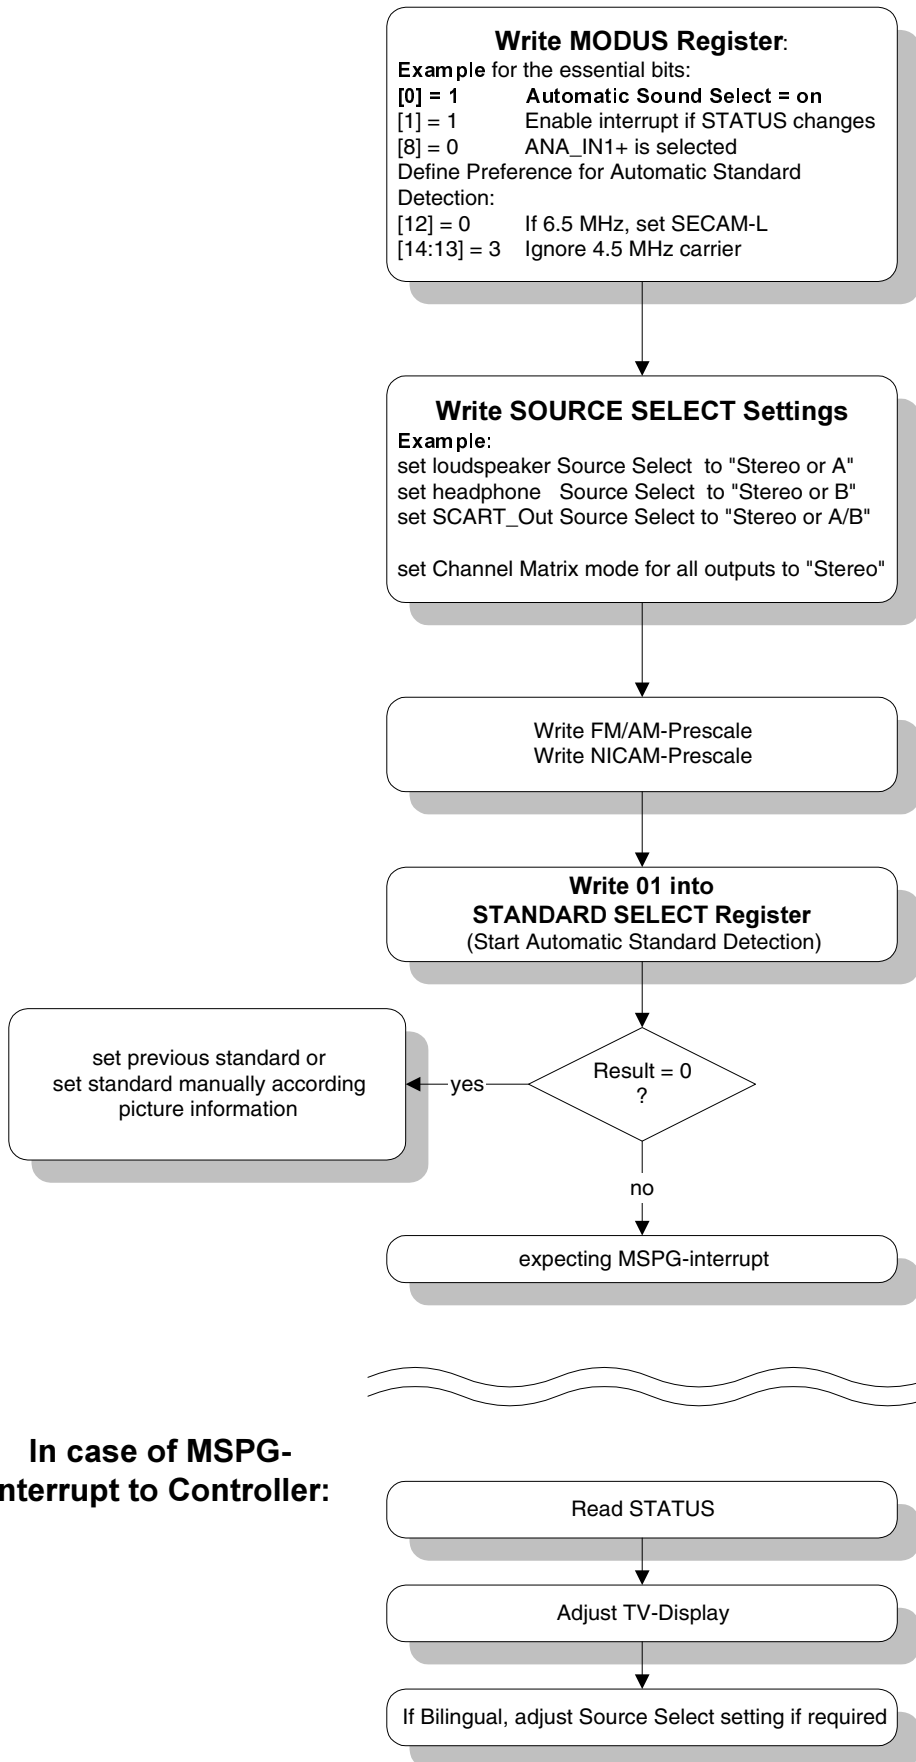 Write MODUS Register:
Example for the essential bits:
[0] = 1 Automatic Sound Select = on
[1] = 1 Enable interrupt if STATUS changes
[8] = 0 ANA_IN1+ is selected
Define Preference for Automatic Standard
Detection:
[12] = 0 If 6.5 MHz, set SECAM-L
[14:13] = 3 Ignore 4.5 MHz carrier
Write SOURCE SELECT Settings
Example:
set loudspeaker Source Select to "Stereo or A"
set headphone Source Select to "Stereo or B"
set SCART_Out Source Select to "Stereo or A/B"
set Channel Matrix mode for all outputs to "Stereo"
Write FM/AM-Prescale
Write NICAM-Prescale
Write 01 into
STANDARD SELECT Register
(Start Automatic Standard Detection)
set previous standard or
set standard manually according
picture information
yes
Result = 0
?
no
expecting MSPG-interrupt
In case of MSPG-
nterrupt to Controller:
Read STATUS
Adjust TV-Display
If Bilingual, adjust Source Select setting if required